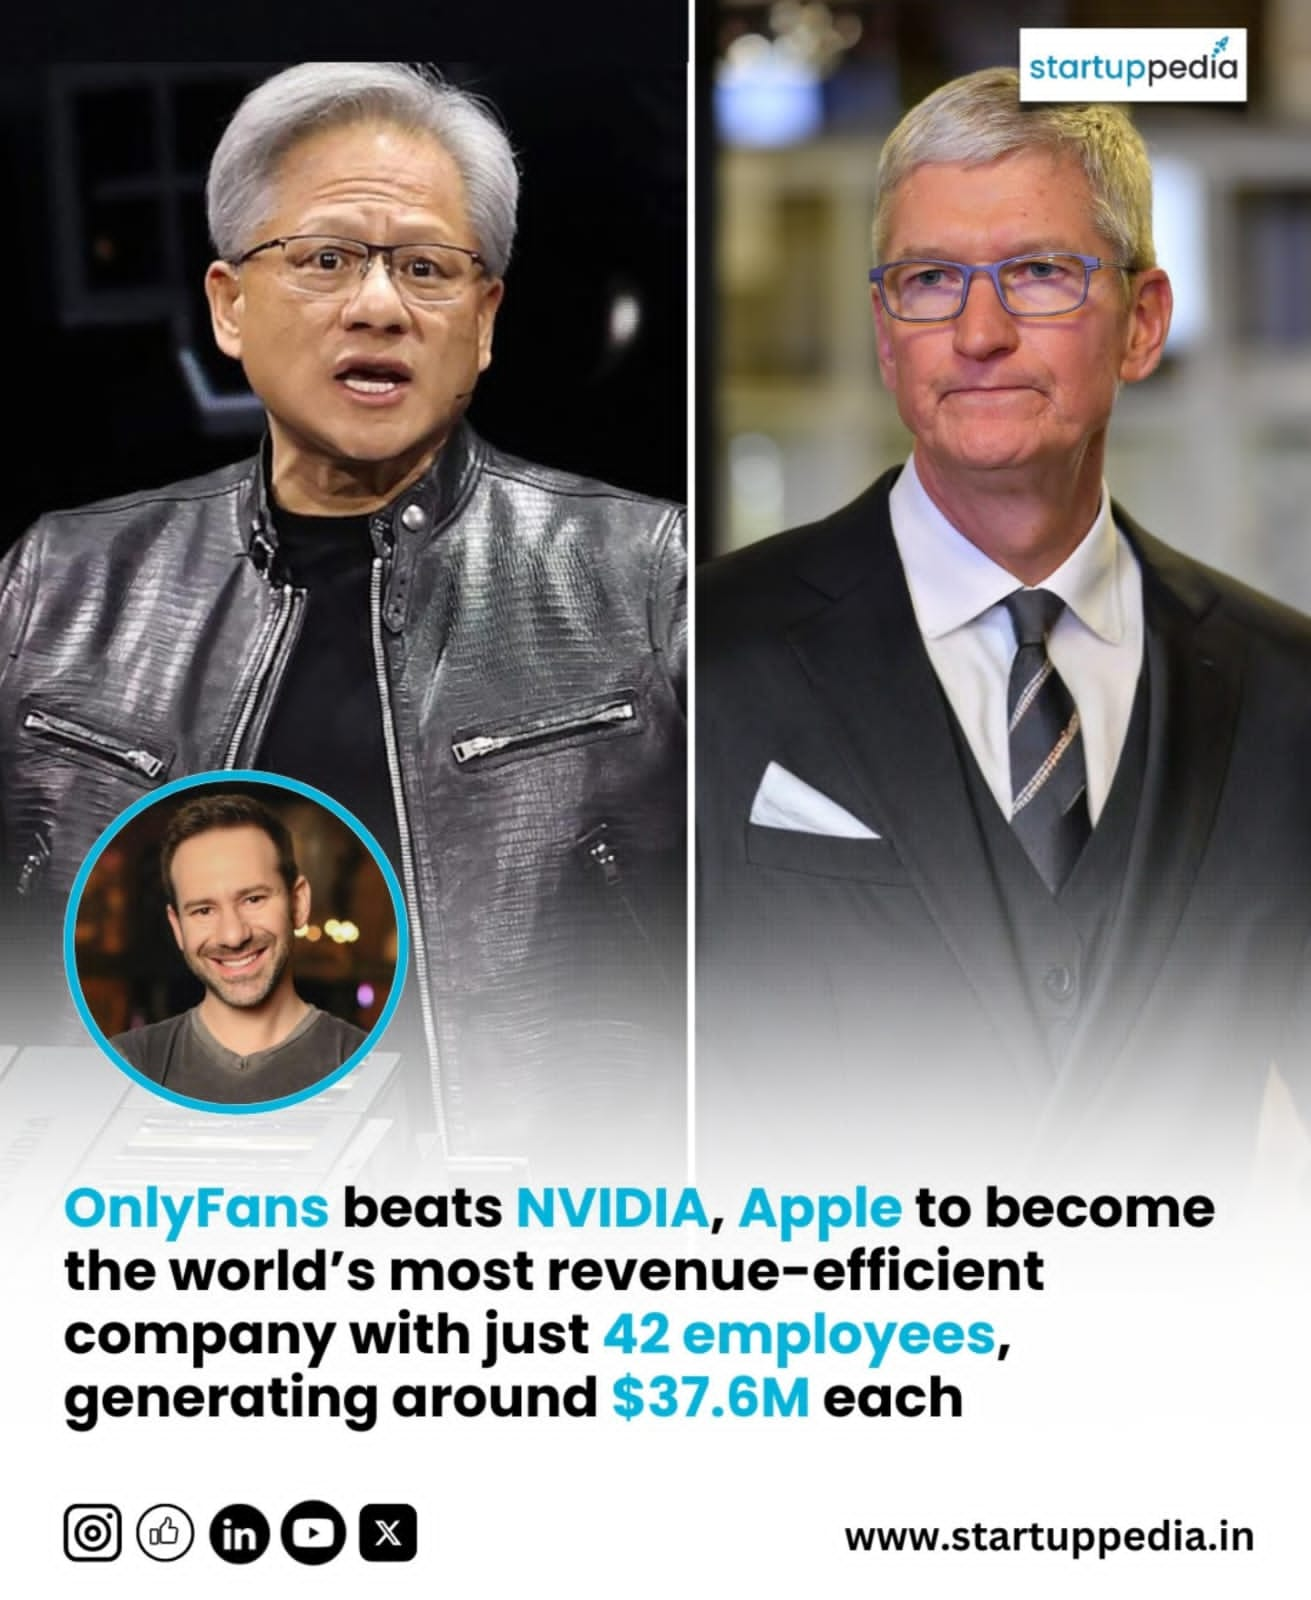 startuppedia
OnlyFans beats NVIDIA, Apple to become
the world's most revenue-efficient
company with just 42 employees,
generating around $37.6M each
www.startuppedia.in